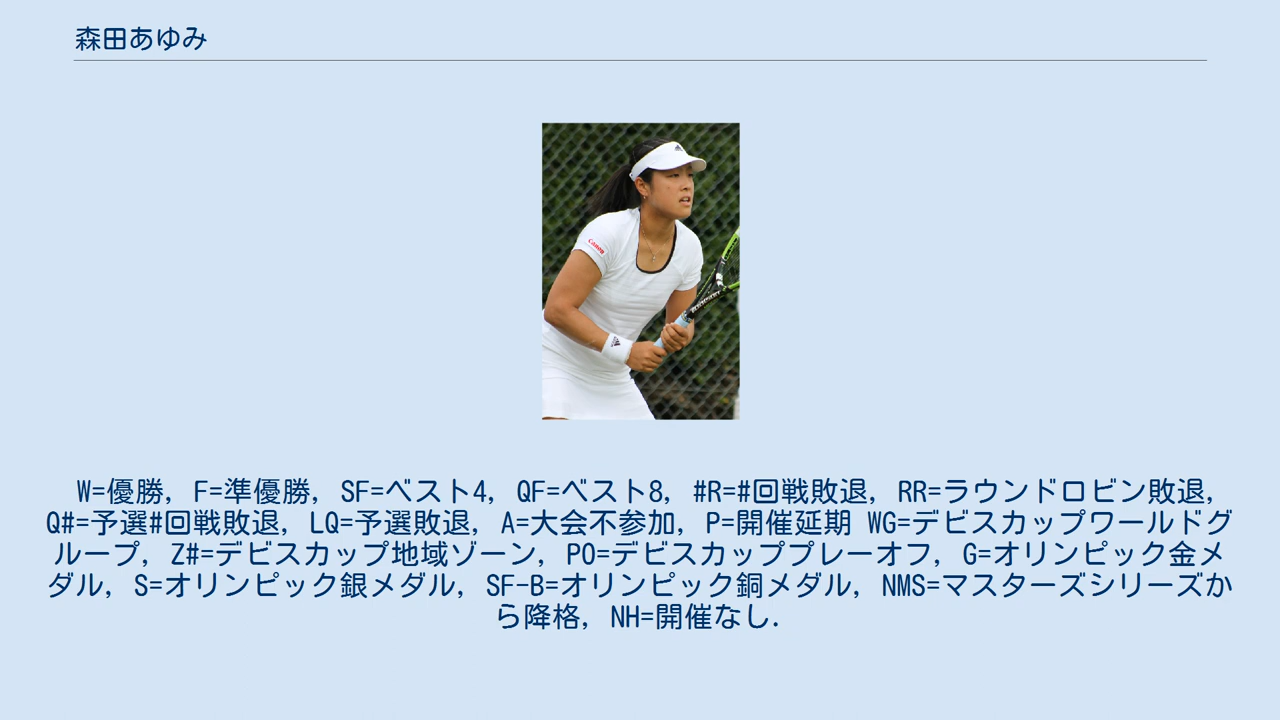 森田あゆみ
Canon
W=優勝, F=準優勝, SF=ベスト4, QF=ベスト8, #R=#回戦敗退, RR=ラウンドロビン敗退,
Q#=予選#回戦敗退, LQ=予選敗退, A=大会不参加, P=開催延期 WG=デビスカップワールドグ
ループ, Z#=デビスカップ地域ゾーン, PO=デビスカッププレーオフ, G=オリンピック金メ
ダル, S=オリンピック銀メダル, SF-B=オリンピック銅メダル, NMS=マスターズシリーズか
ら降格, NH=開催なし.